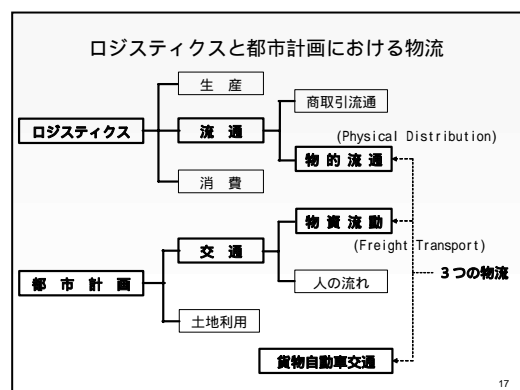 ロジスティクスと都市計画における物流
生 産
商取引流通
(Physical Distribution)
ロジスティクス
流 通
物 的 流 通
消 費
物 資 流 動
(Freight Transport)
交 通
3つの物流
都 市 計 画
人の流れ
土地利用
貨物自動車交通
17